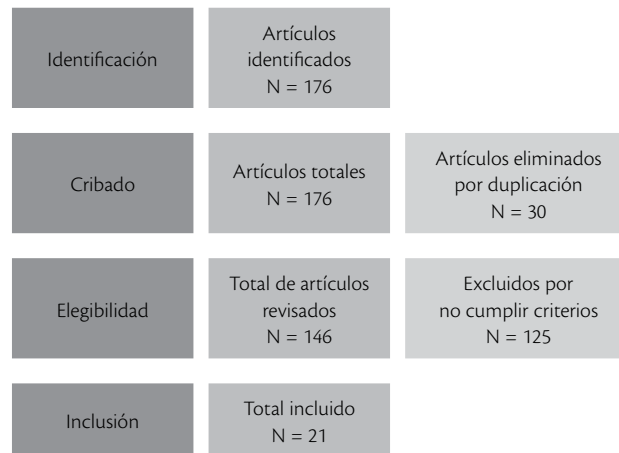 Identificación
Artículos
identificados
N = 176
Cribado
Artículos totales
N = 176
Artículos eliminados
por duplicación
N = 30
Elegibilidad
Total de artículos
revisados
N = 146
Excluidos por
no cumplir criterios
N = 125
Inclusión
Total incluido
N = 21